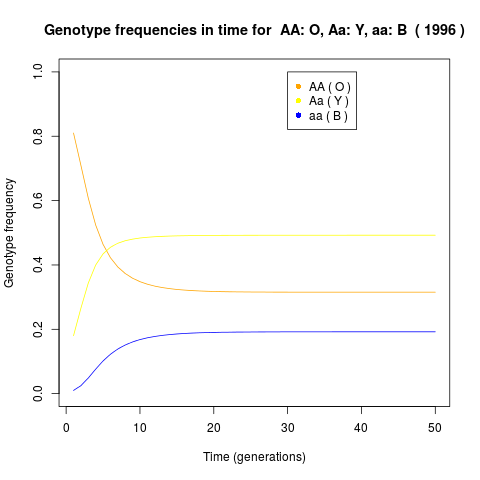 Genotype frequencies in time for  AA: O, Aa: Y, aa: B  ( 1996 )
AA ( O )
Aa ( Y )
aa ( B )
Genotype frequency
1.0
0.8
0.6
0.4
0.2
0.0
0 10 20 30 40 50
Time (generations)